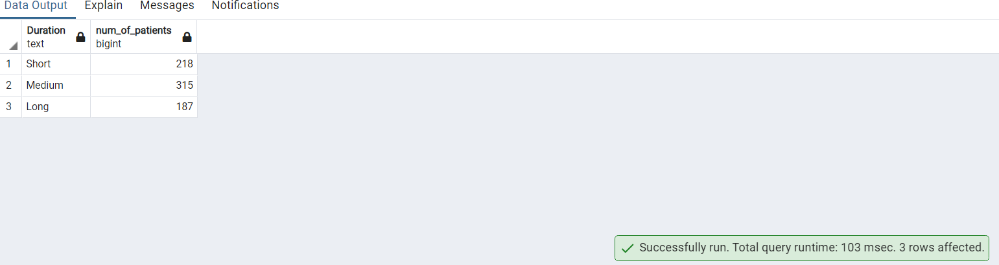 Data Output Explain Messages Notifications
Duration num_of_patients
text bigint
1 Short 218
2 Medium 315
3 Long 187
Successfully run. Total query runtime: 103 msec. 3 rows affected.